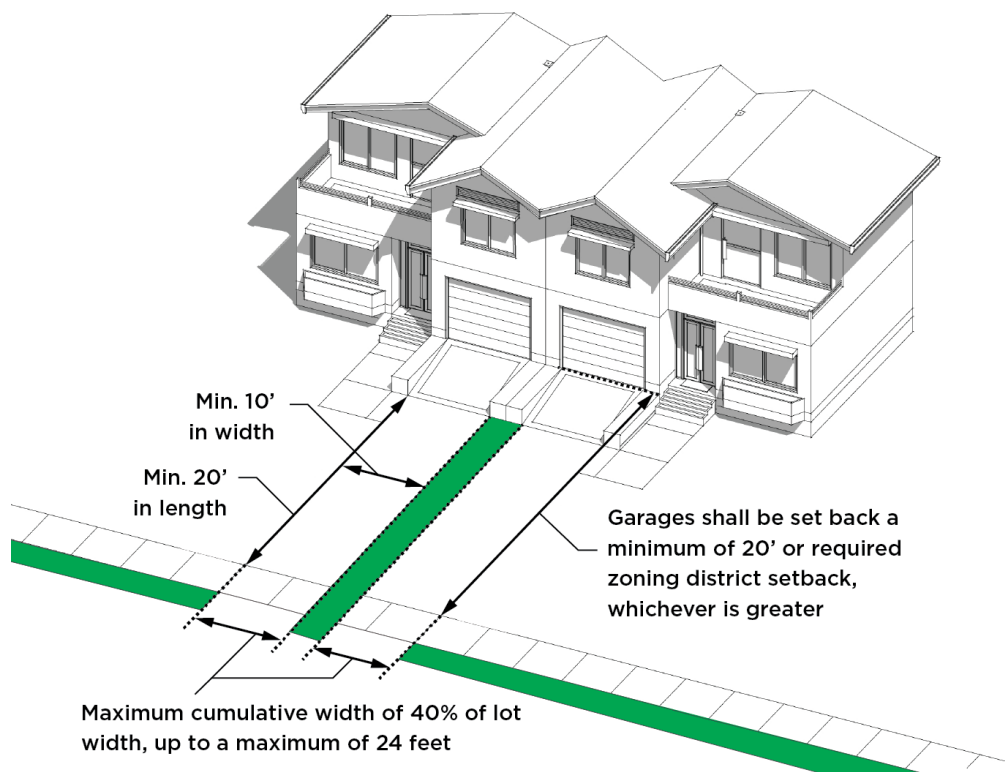 Min. 10’
in width
Min. 20’
in length
Garages shall be set back a
minimum of 20’ or required
zoning district setback,
whichever is greater
Maximum cumulative width of 40% of lot
width, up to a maximum of 24 feet